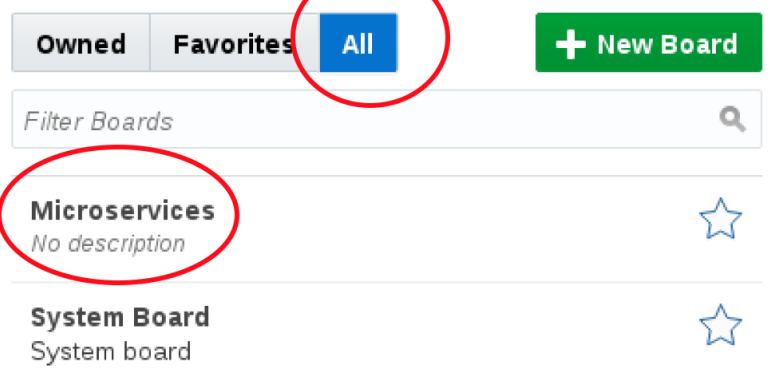 Owned Favorites All New Board
Filter Boards
Microservices
No description
System Board
System board